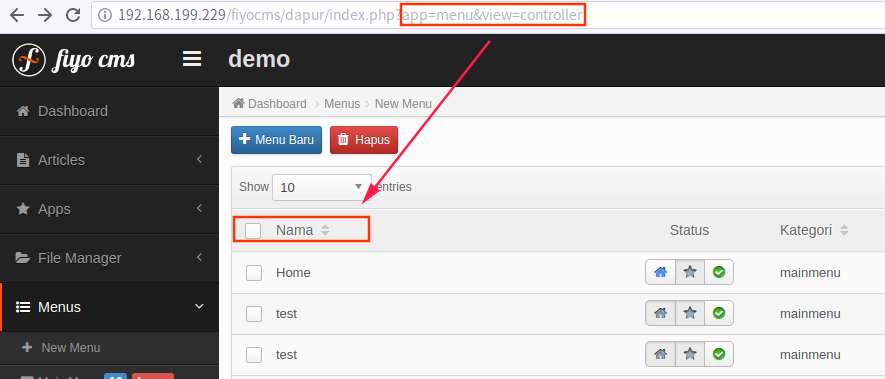 192.168.199.229/fiyocms/dapur/index.php?app=menu&view=controller
fiyo cms
demo
Dashboard
Articles
Apps
File Manager
Menus
New Menu
Dashboard > Menus > New Menu
Menu Baru
Hapus
Show 10 entries
Nama Status Kategori
Home mainmenu
test mainmenu
test mainmenu